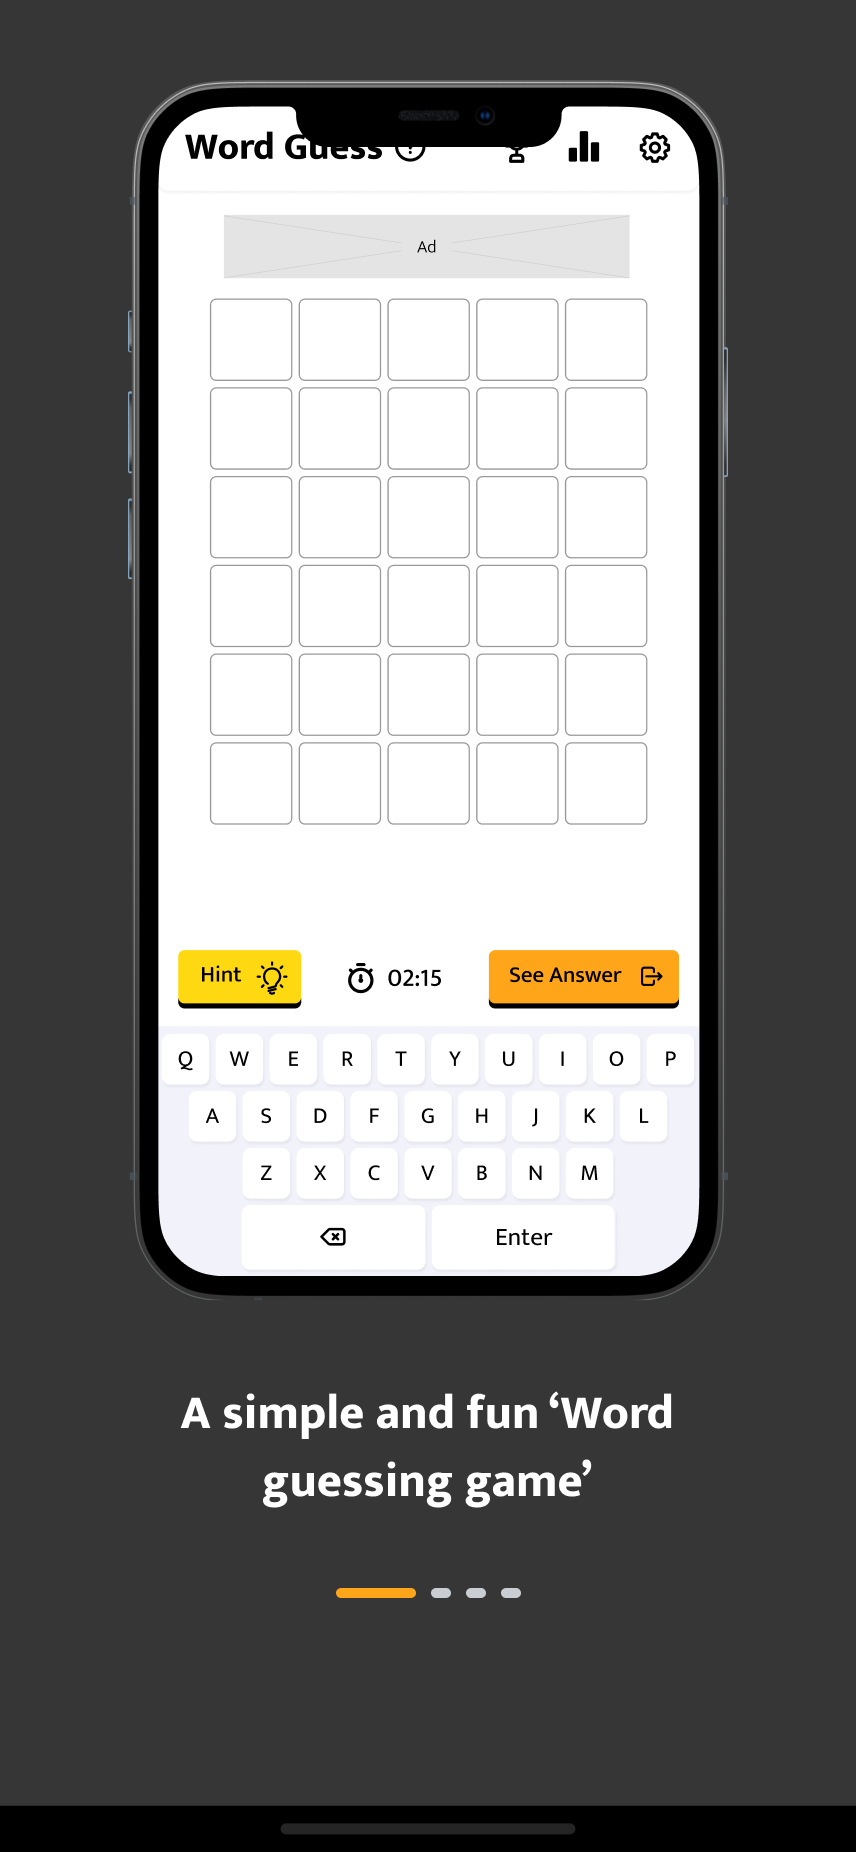 Word Guess ?
Ad
Hint 02:15 See Answer
Q W E R T Y U I O P
A S D F G H J K L
Z X C V B N M
Enter
A simple and fun ‘Word
guessing game’